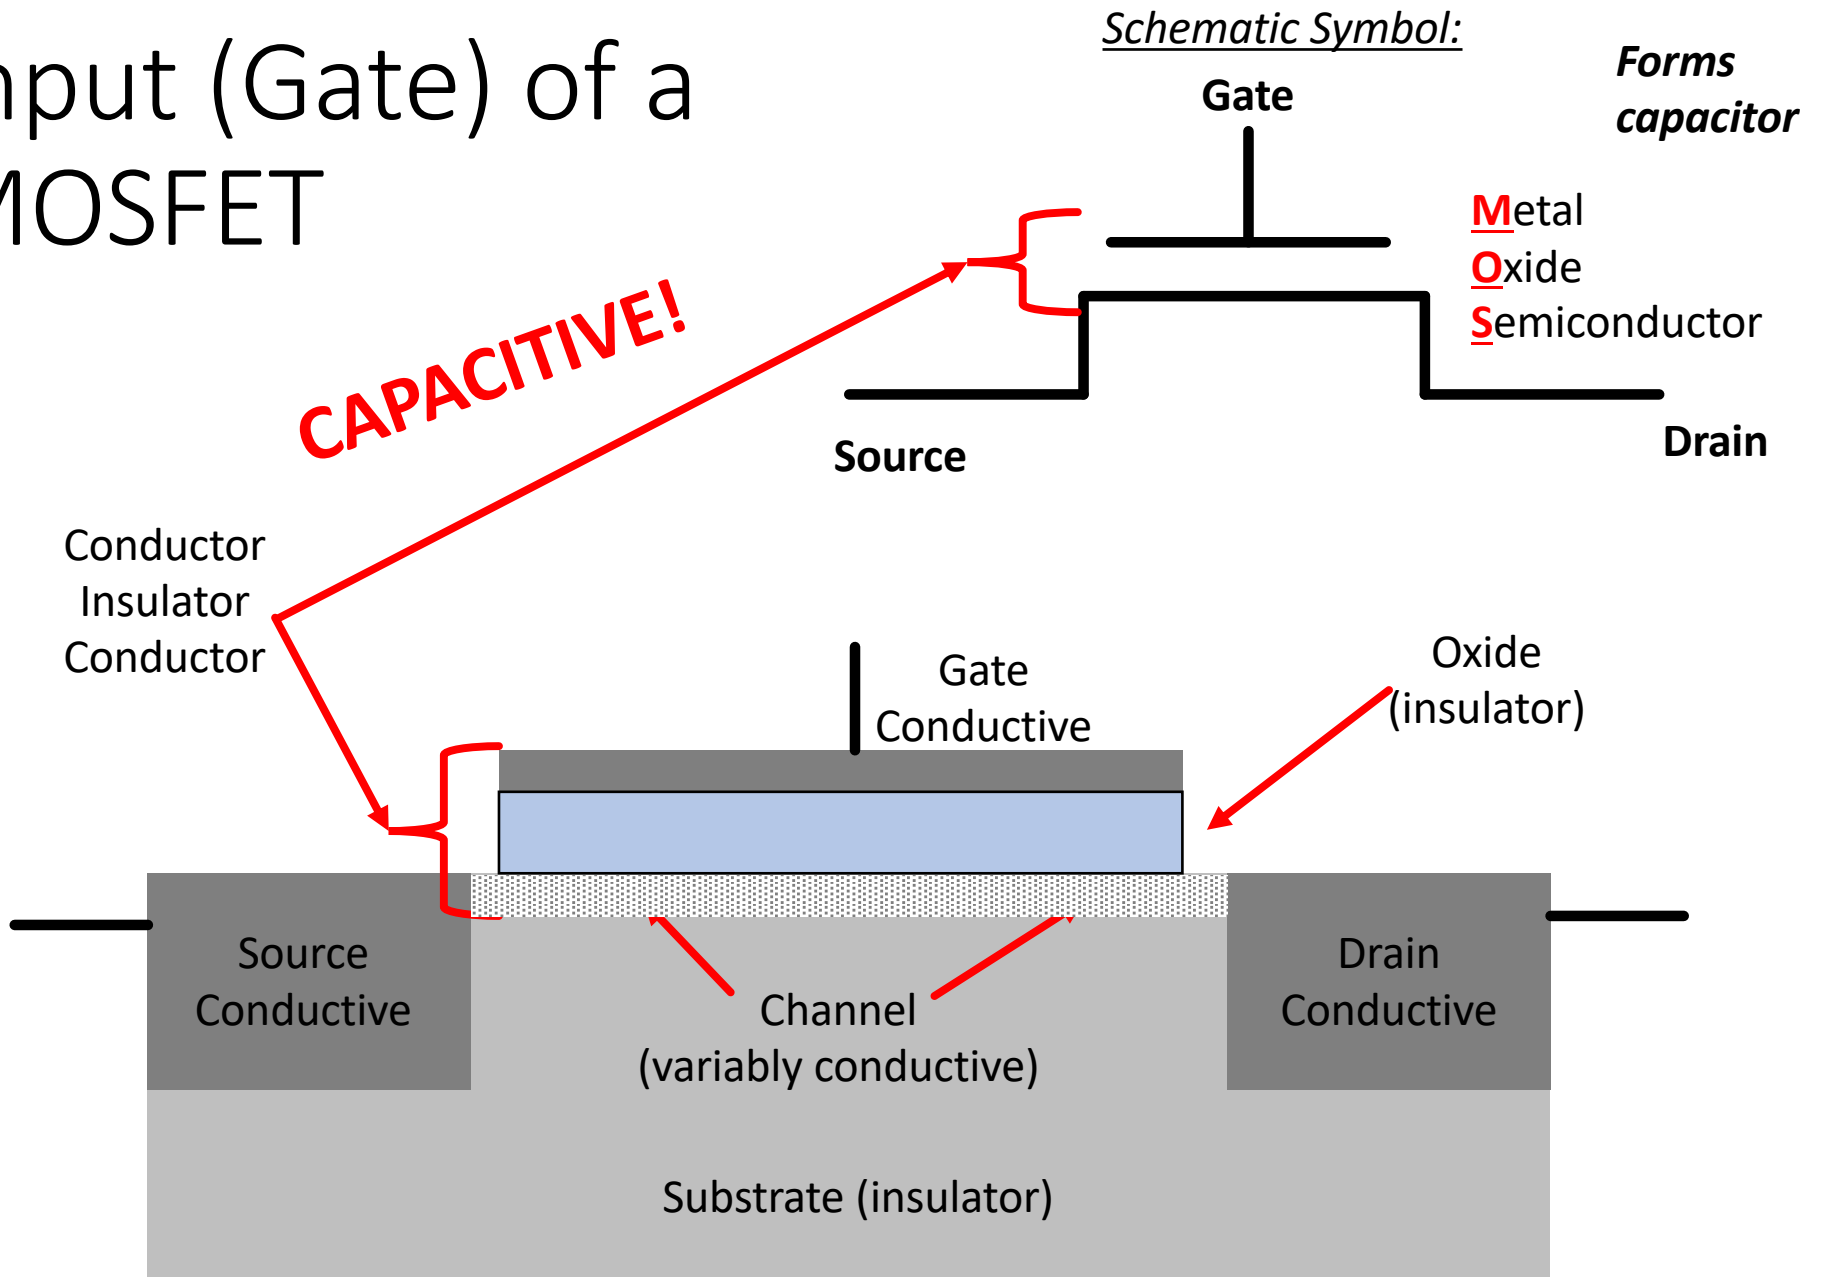 nput (Gate) of a
MOSFET
Schematic Symbol:
Gate
Forms
capacitor
Metal
Oxide
Semiconductor
CAPACITIVE!
Source
Drain
Conductor
Insulator
Conductor
Gate
Conductive
Oxide
(insulator)
Source
Conductive
Channel
(variably conductive)
Drain
Conductive
Substrate (insulator)